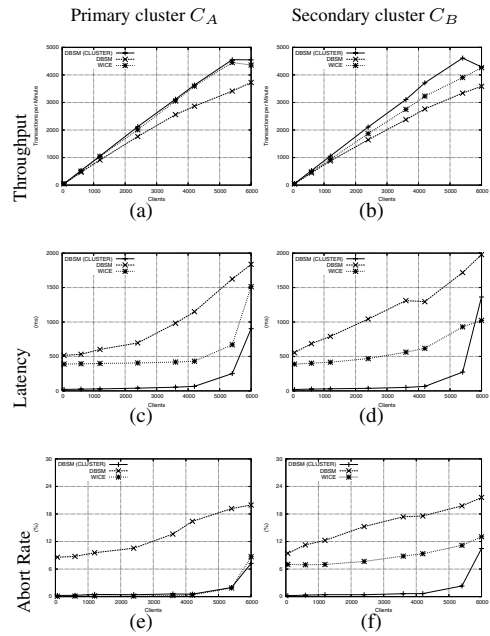 Primary cluster C_A
Secondary cluster C_B
Throughput
Transactions per Minute
5000
4000
3000
2000
1000
0
DBSM (CLUSTER)
DBSM
WICE
0 1000 2000 3000 4000 5000 6000
Clients
(a)
Transactions per Minute
5000
4000
3000
2000
1000
0
DBSM (CLUSTER)
DBSM
WICE
0 1000 2000 3000 4000 5000 6000
Clients
(b)
Latency
(ms)
2000
1500
1000
500
0
DBSM (CLUSTER)
DBSM
WICE
0 1000 2000 3000 4000 5000 6000
Clients
(c)
(ms)
2000
1500
1000
500
0
DBSM (CLUSTER)
DBSM
WICE
0 1000 2000 3000 4000 5000 6000
Clients
(d)
Abort Rate
(%)
30
24
18
12
6
0
DBSM (CLUSTER)
DBSM
WICE
0 1000 2000 3000 4000 5000 6000
Clients
(e)
(%)
30
24
18
12
6
0
DBSM (CLUSTER)
DBSM
WICE
0 1000 2000 3000 4000 5000 6000
Clients
(f)